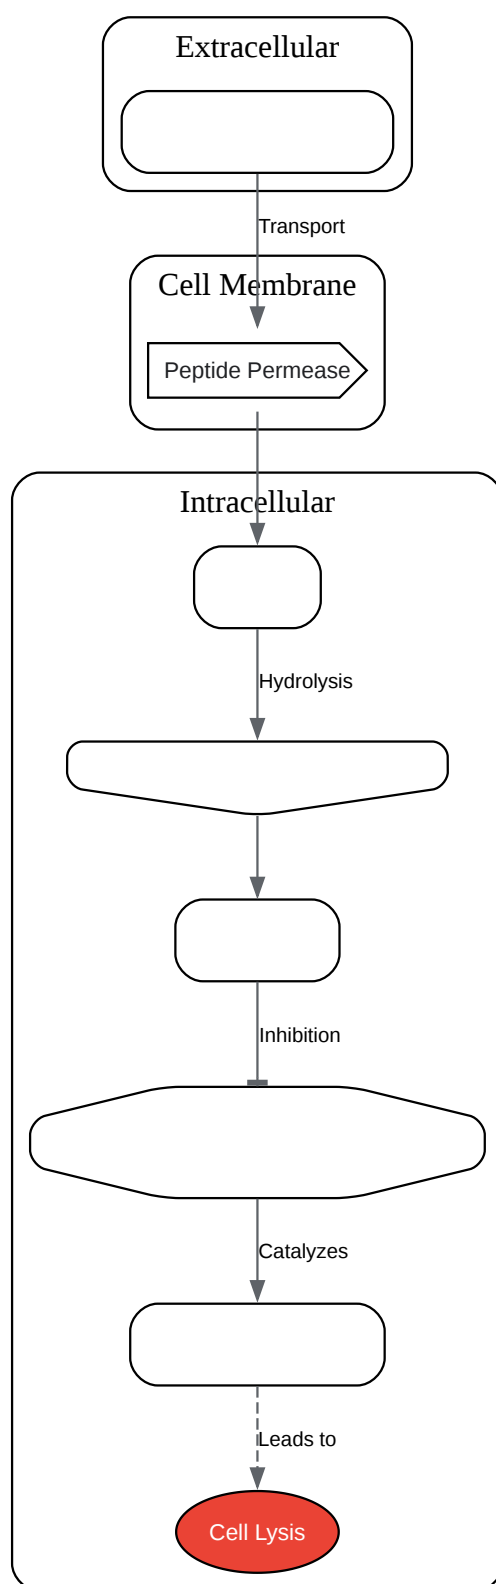 Extracellular
Transport
Cell Membrane
Peptide Permease
Intracellular
Hydrolysis
Inhibition
Catalyzes
Leads to
Cell Lysis